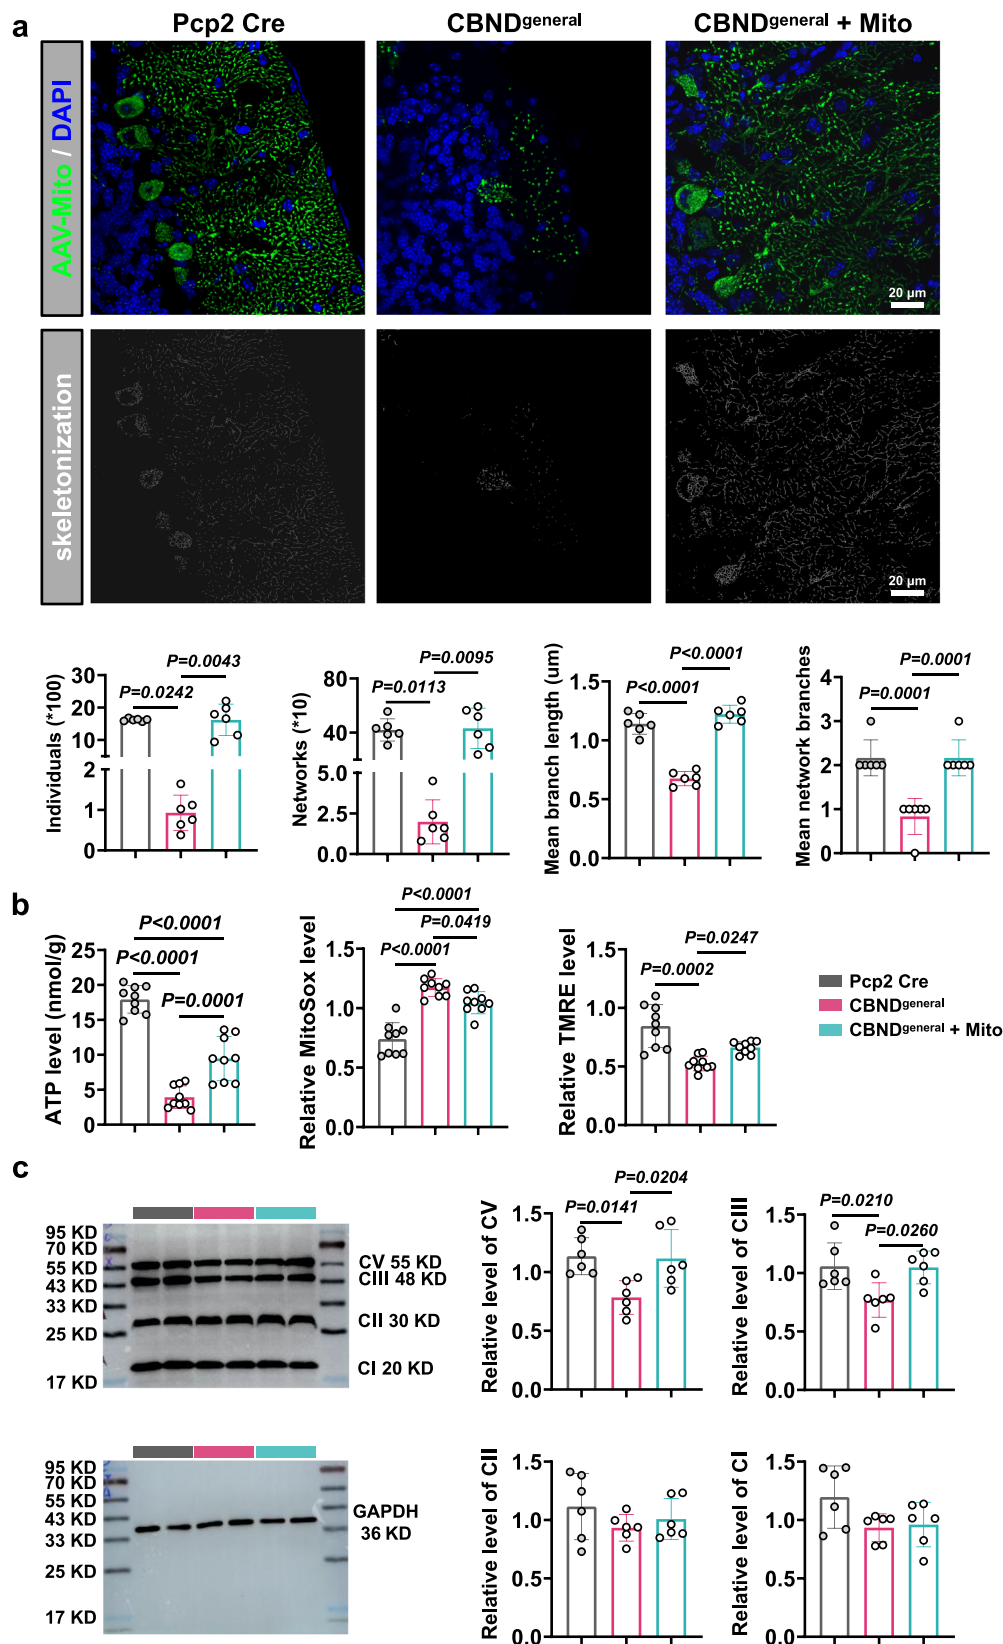 a
Pcp2 Cre
CBNDgeneral
CBNDgeneral + Mito
AAV-Mito / DAPI
20 µm
skeletonization
20 µm
Individuals (*100)
30
20
10
2
1
0
P=0.0043
P=0.0242
Networks (*10)
80
40
5.0
2.5
0.0
P=0.0095
P=0.0113
Mean branch length (um)
1.5
1.0
0.5
0.0
P<0.0001
P<0.0001
Mean network branches
4
3
2
1
0
P=0.0001
P=0.0001
b
ATP level (nmol/g)
25
20
15
10
5
0
P<0.0001
P<0.0001
P=0.0001
Relative MitoSox level
1.5
1.0
0.5
0.0
P<0.0001
P=0.0419
P<0.0001
Relative TMRE level
1.5
1.0
0.5
0.0
P=0.0247
P=0.0002
Pcp2 Cre
CBNDgeneral
CBNDgeneral + Mito
c
95 KD
70 KD
55 KD
43 KD
33 KD
25 KD
17 KD
CV 55 KD
CIII 48 KD
CII 30 KD
CI 20 KD
Relative level of CV
1.5
1.0
0.5
0.0
P=0.0204
P=0.0141
Relative level of CIII
1.5
1.0
0.5
0.0
P=0.0210
P=0.0260
95 KD
70 KD
55 KD
43 KD
33 KD
25 KD
17 KD
GAPDH
36 KD
Relative level of CII
1.5
1.0
0.5
0.0
Relative level of CI
1.5
1.0
0.5
0.0